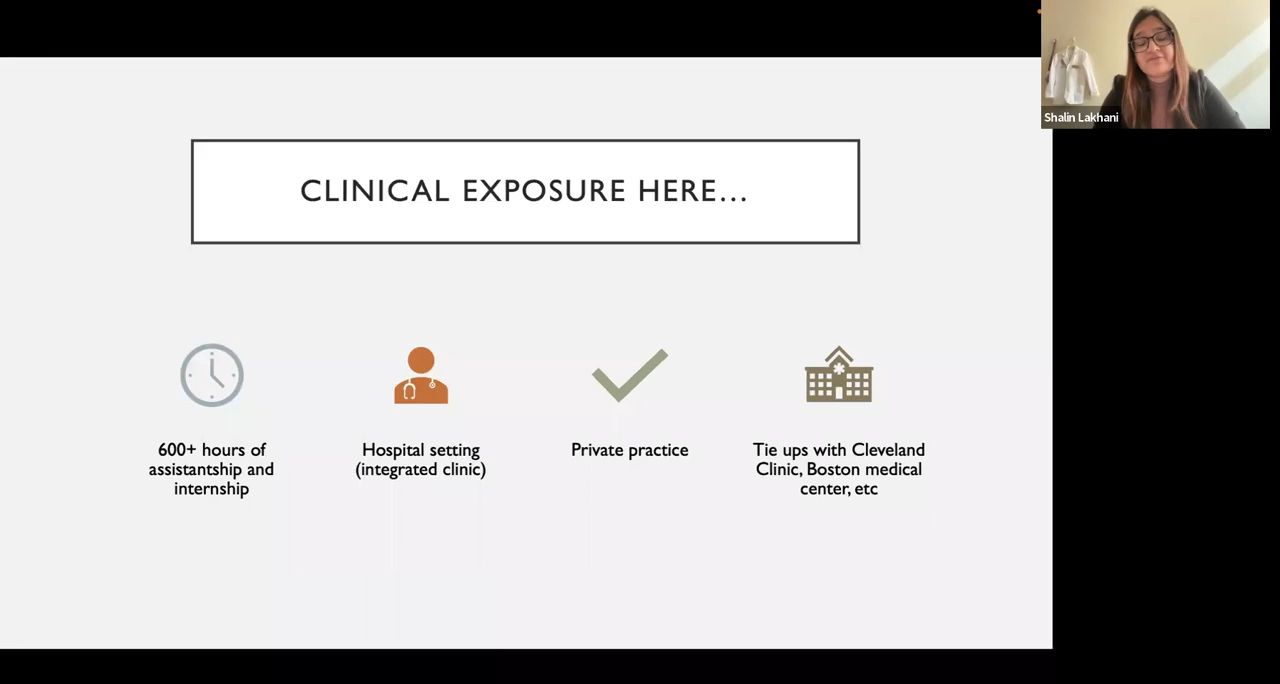 Shalin Lakhani
CLINICAL EXPOSURE HERE...
600+ hours of
assistantship and
internship
Hospital setting
(integrated clinic)
Private practice
Tie ups with Cleveland
Clinic, Boston medical
center, etc